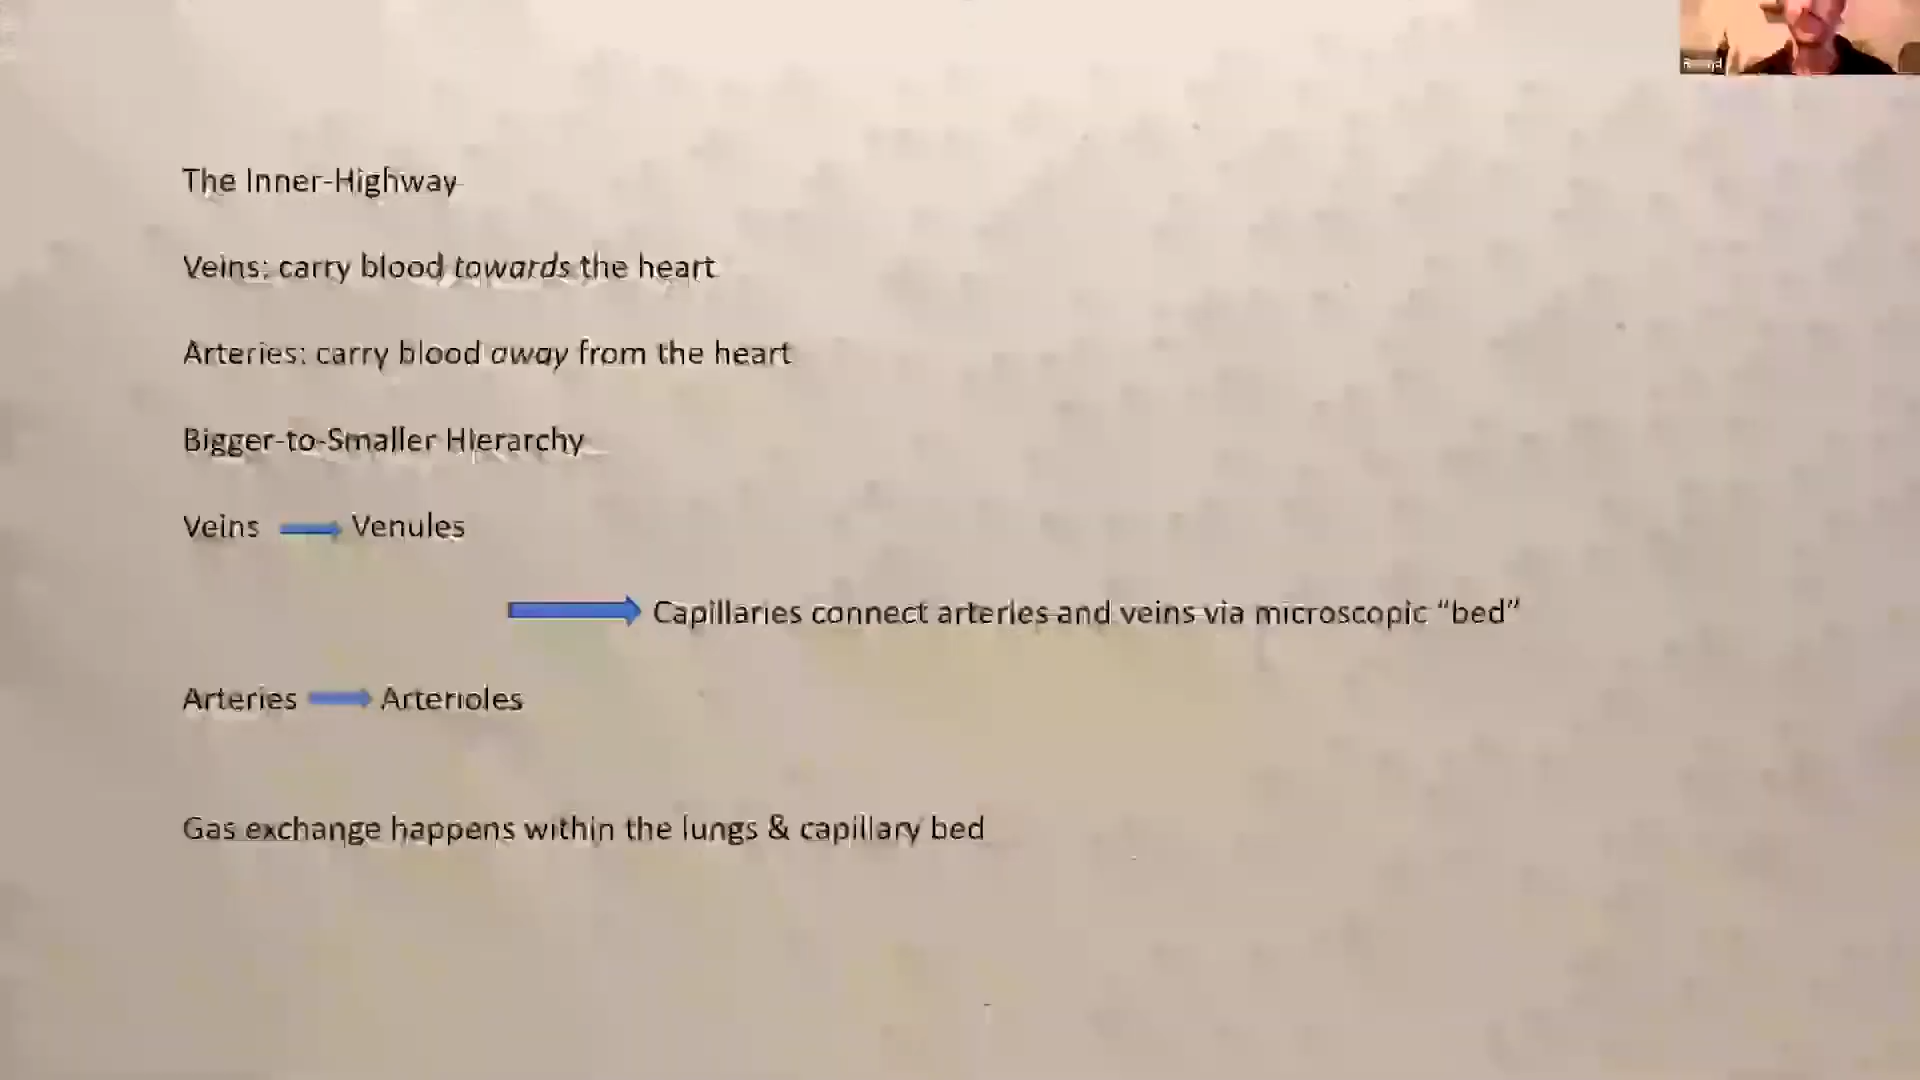 The Inner-Highway
Veins: carry blood towards the heart
Arteries: carry blood away from the heart
Bigger-to-Smaller Hierarchy
Veins Venules
Capillaries connect arteries and veins via microscopic “bed”
Arteries Arterioles
Gas exchange happens within the lungs & capillary bed